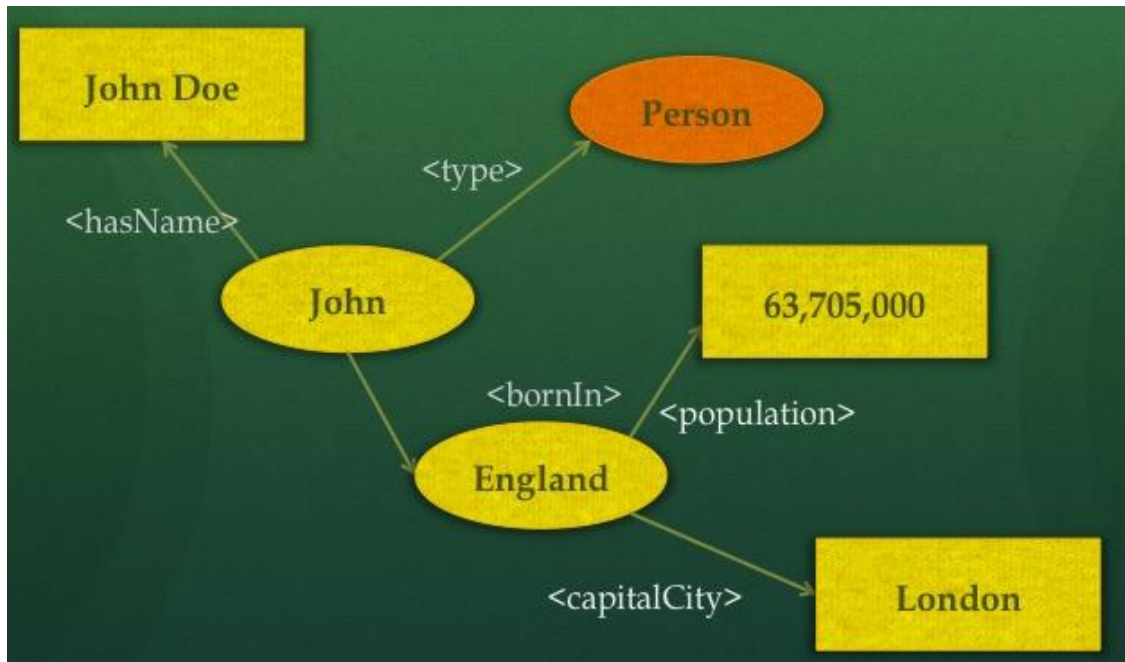 John Doe
Person
<type>
<hasName>
John
63,705,000
<bornIn>
<population>
England
<capitalCity>
London